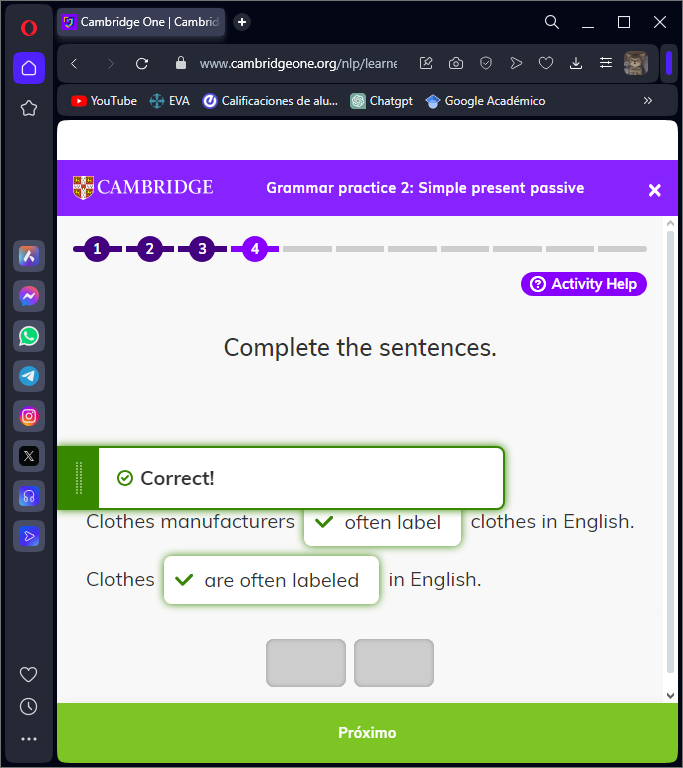 Cambridge One | Cambrid
www.cambridgeone.org/nlp/learne
YouTube EVA Calificaciones de alu... Chatgpt Google Académico »
CAMBRIDGE Grammar practice 2: Simple present passive
1 2 3 4
Activity Help
Complete the sentences.
Correct!
Clothes manufacturers often label clothes in English.
Clothes are often labeled in English.
Próximo